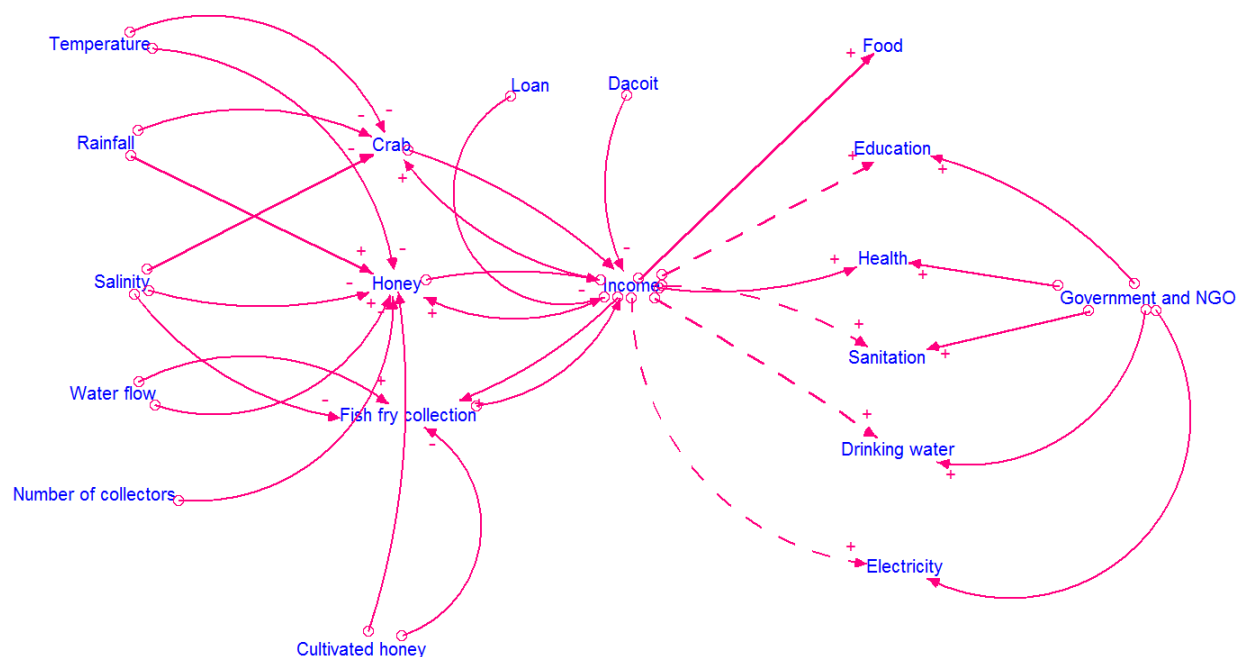 Temperature
Food
Loan
Dacoit
Rainfall
Crab
Education
Salinity
Honey
Income
Health
Government and NGO
Sanitation
Water flow
Fish fry collection
Drinking water
Number of collectors
Electricity
Cultivated honey